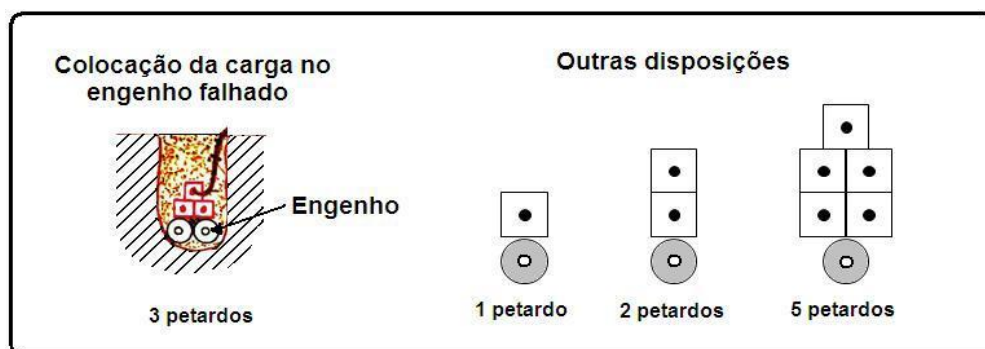 Colocação da carga no
engenho falhado
Engenho
3 petardos
Outras disposições
1 petardo
2 petardos
5 petardos